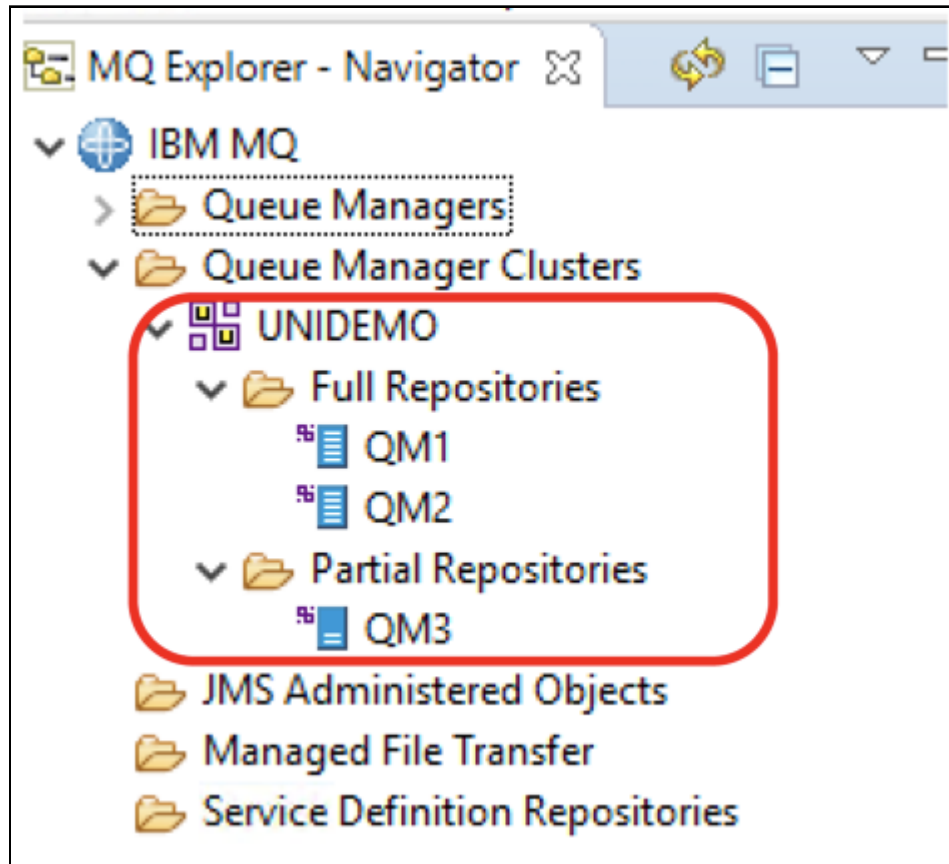 MQ Explorer - Navigator
IBM MQ
Queue Managers
Queue Manager Clusters
UNIDEMO
Full Repositories
QM1
QM2
Partial Repositories
QM3
JMS Administered Objects
Managed File Transfer
Service Definition Repositories